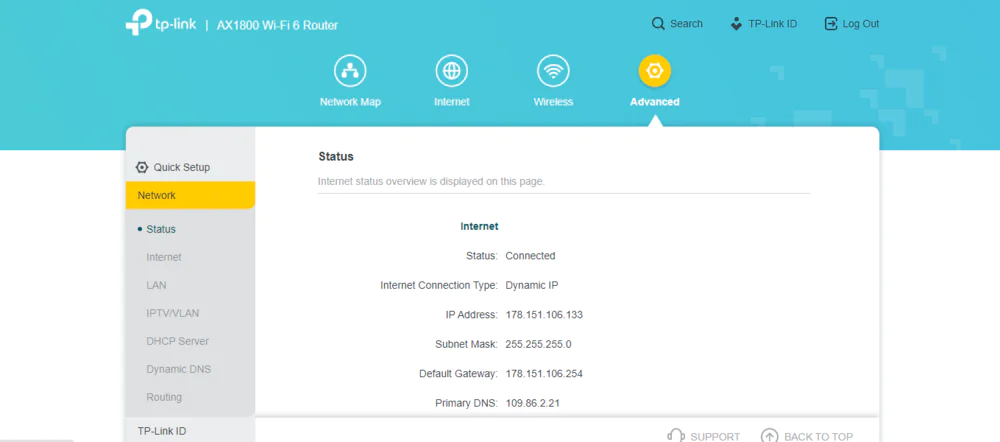 tp-link | AX1800 Wi-Fi 6 Router
Search
TP-Link ID
Log Out
Network Map
Internet
Wireless
Advanced
Quick Setup
Network
Status
Internet
LAN
IPTV/VLAN
DHCP Server
Dynamic DNS
Routing
TP-Link ID
Status
Internet status overview is displayed on this page.
Internet
Status: Connected
Internet Connection Type: Dynamic IP
IP Address: 178.151.106.133
Subnet Mask: 255.255.255.0
Default Gateway: 178.151.106.254
Primary DNS: 109.86.2.21
SUPPORT
BACK TO TOP